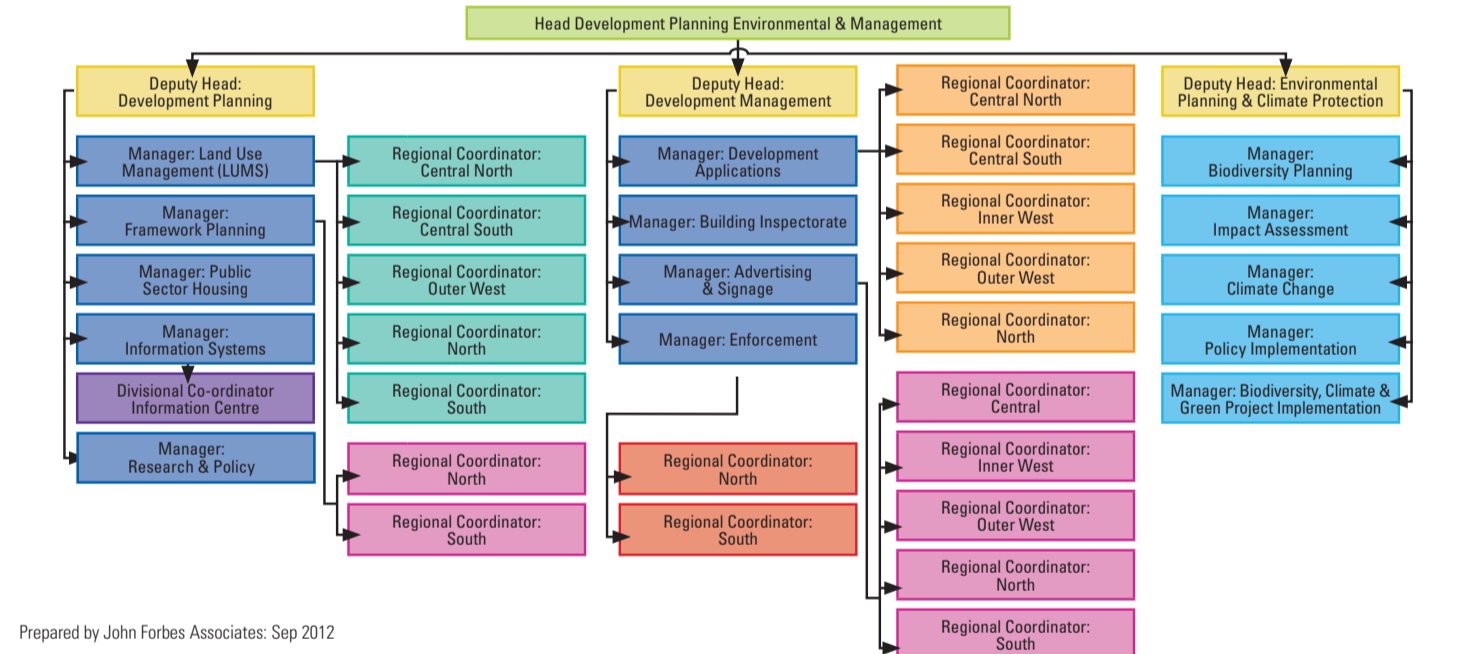 Head Development Planning Environmental & Management
Deputy Head:
Development Planning
Manager: Land Use
Management (LUMS)
Manager:
Framework Planning
Manager: Public
Sector Housing
Manager:
Information Systems
Divisional Co-ordinator
Information Centre
Manager:
Research & Policy
Regional Coordinator:
Central North
Regional Coordinator:
Central South
Regional Coordinator:
Outer West
Regional Coordinator:
North
Regional Coordinator:
South
Regional Coordinator:
North
Regional Coordinator:
South
Deputy Head:
Development Management
Manager: Development
Applications
Manager: Building Inspectorate
Manager: Advertising
& Signage
Manager: Enforcement
Regional Coordinator:
North
Regional Coordinator:
South
Regional Coordinator:
Central North
Regional Coordinator:
Central South
Regional Coordinator:
Inner West
Regional Coordinator:
Outer West
Regional Coordinator:
North
Regional Coordinator:
Central
Regional Coordinator:
Inner West
Regional Coordinator:
Outer West
Regional Coordinator:
North
Regional Coordinator:
South
Deputy Head: Environmental
Planning & Climate Protection
Manager:
Biodiversity Planning
Manager:
Impact Assessment
Manager:
Climate Change
Manager:
Policy Implementation
Manager: Biodiversity, Climate &
Green Project Implementation
Prepared by John Forbes Associates: Sep 2012